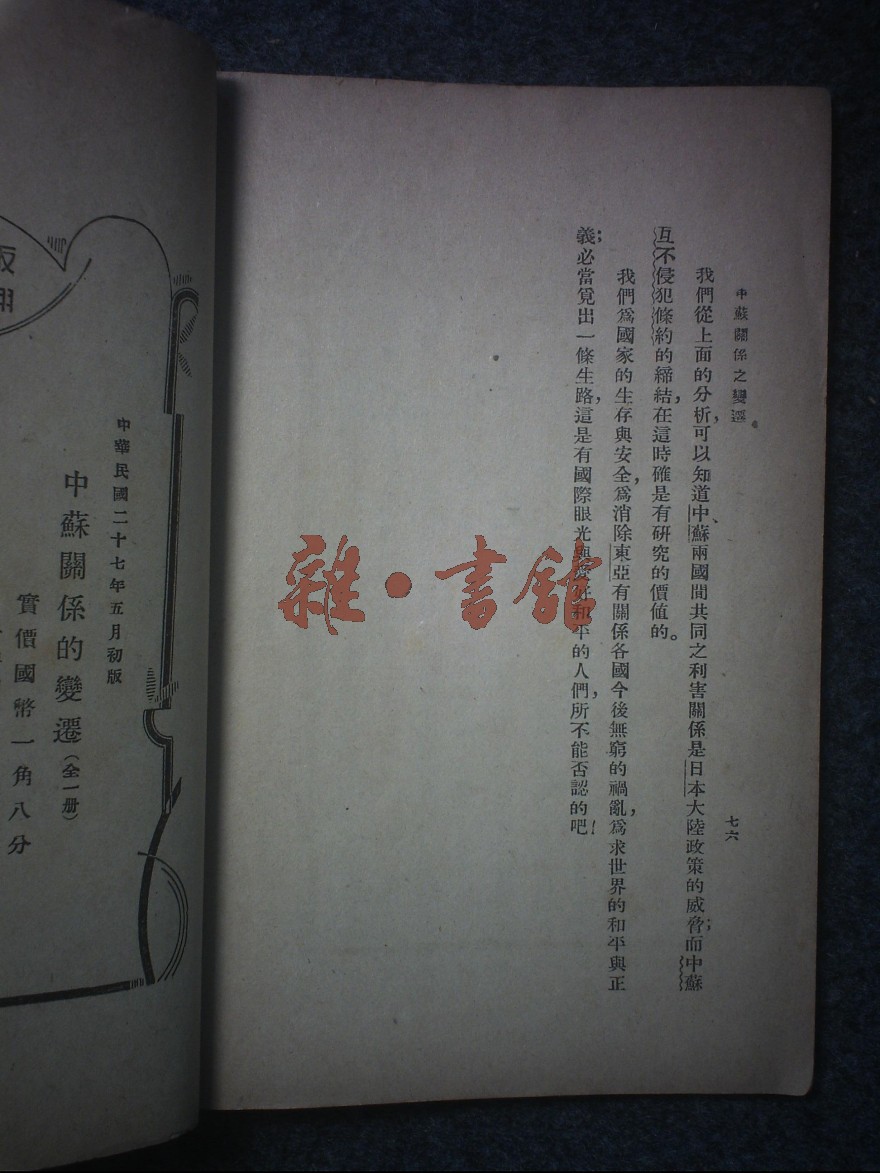 中蘇關係之變遷
七六
我們從上面的分析，可以知道中、蘇兩國間共同之利害關係是日本大陸政策的威脅；而中蘇
互不侵犯條約的締結，在這時確是有研究的價值的。
我們爲國家的生存與安全，爲消除東亞有關係各國今後無窮的禍亂，爲求世界的和平與正
義；必當覓出一條生路，這是有國際眼光與愛好和平的人們，所不能否認的吧！
雜·書館
中華民國二十七年五月初版
中蘇關係的變遷（全一册）
實價國幣一角八分